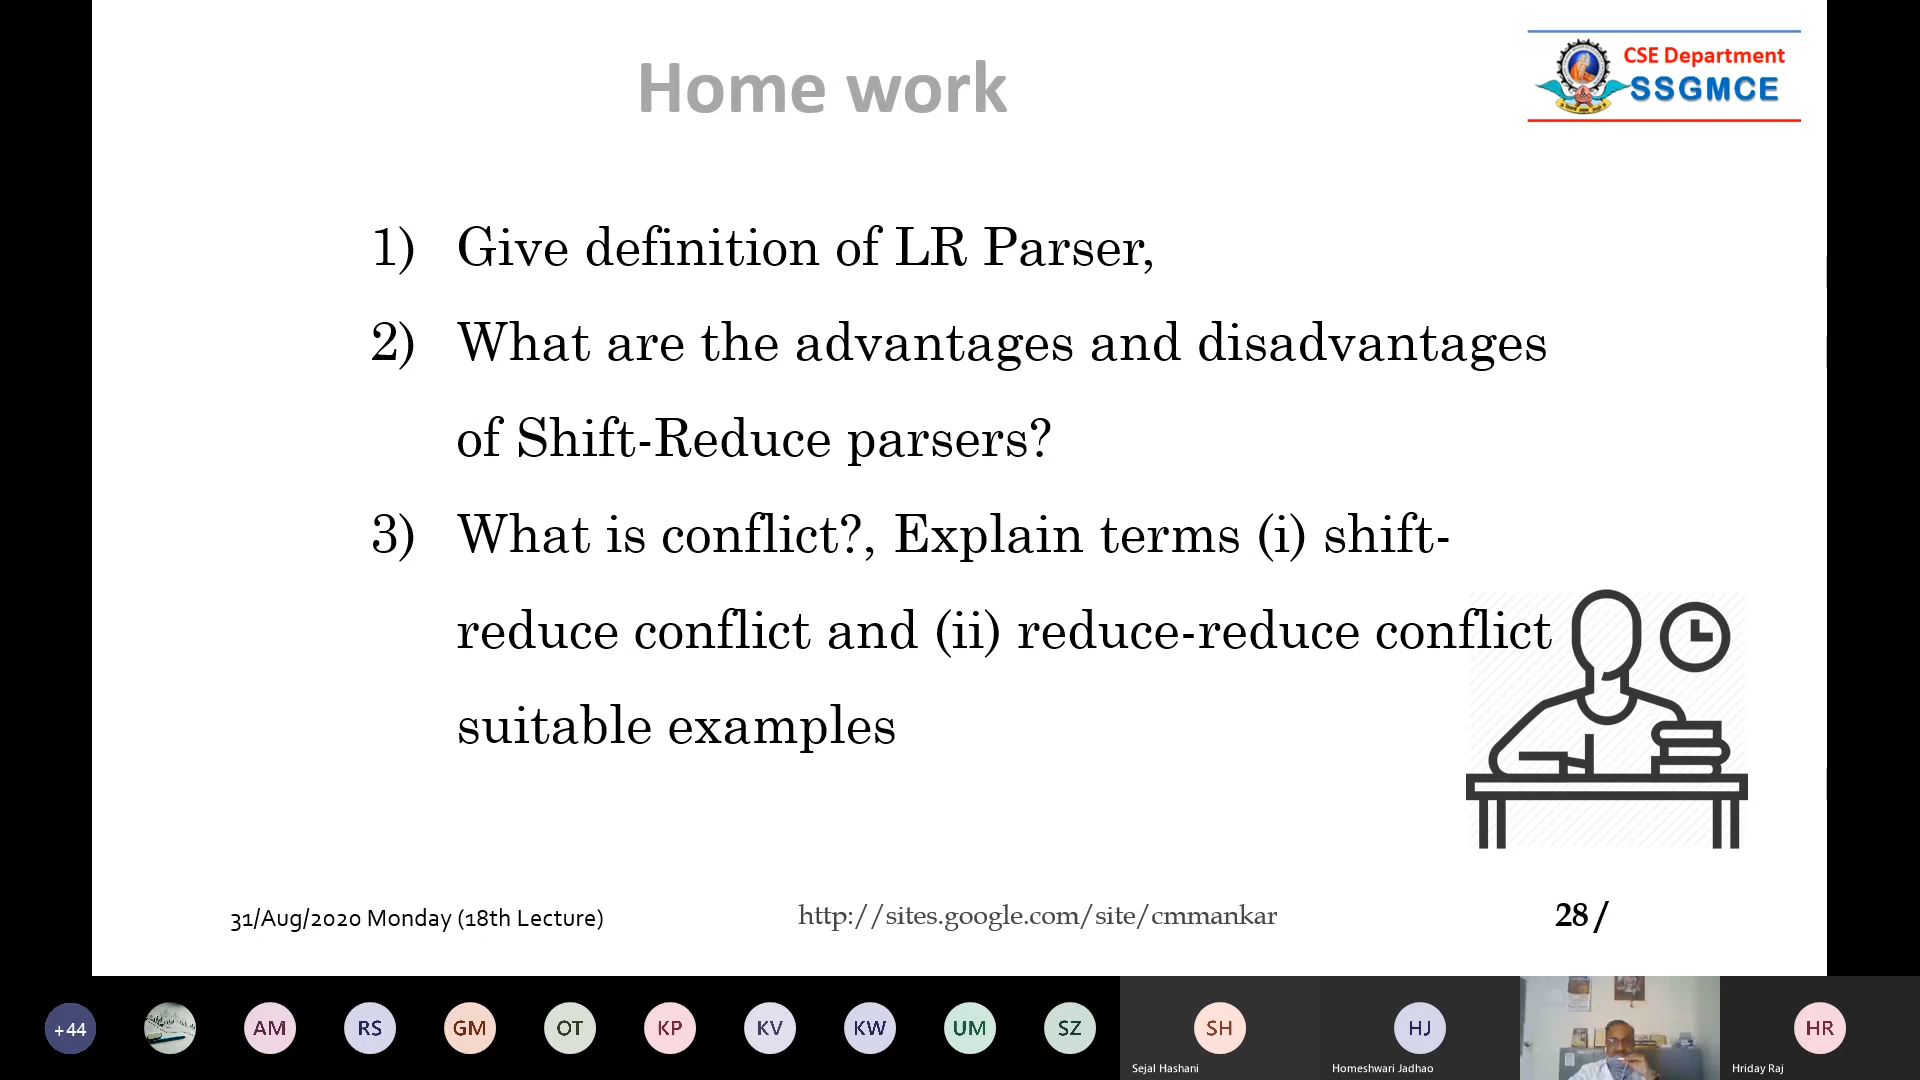 Home work
CSE Department
SSGMCE
1) Give definition of LR Parser,
2) What are the advantages and disadvantages
of Shift-Reduce parsers?
3) What is conflict?, Explain terms (i) shift-
reduce conflict and (ii) reduce-reduce conflict
suitable examples
31/Aug/2020 Monday (18th Lecture)
http://sites.google.com/site/cmmankar
28/
+44
AM
RS
GM
OT
KP
KV
KW
UM
SZ
SH
HJ
HR
Sejal Hashani
Homeshwari Jadhao
Hriday Raj